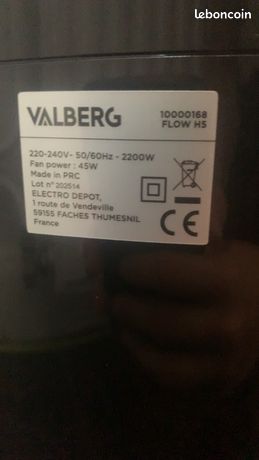 leboncoin
VALBERG
10000168
FLOW H5
220-240V~ 50/60Hz - 2200W
Fan power : 45W
Made in PRC
Lot n° 202514
ELECTRO DEPOT,
1 route de Vendeville
59155 FACHES THUMESNIL
France
CE